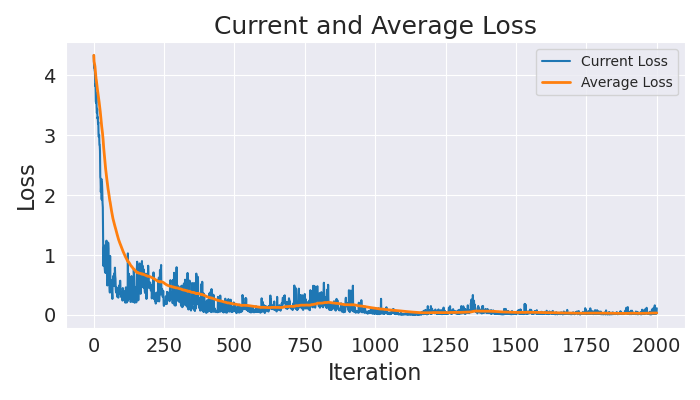 Current and Average Loss
Current Loss
Average Loss
Loss
4
3
2
1
0
0 250 500 750 1000 1250 1500 1750 2000
Iteration